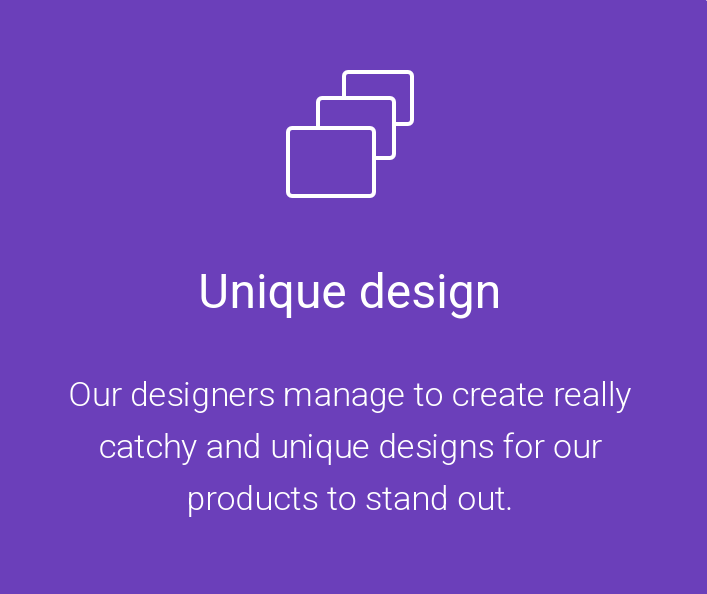 Unique design
Our designers manage to create really
catchy and unique designs for our
products to stand out.